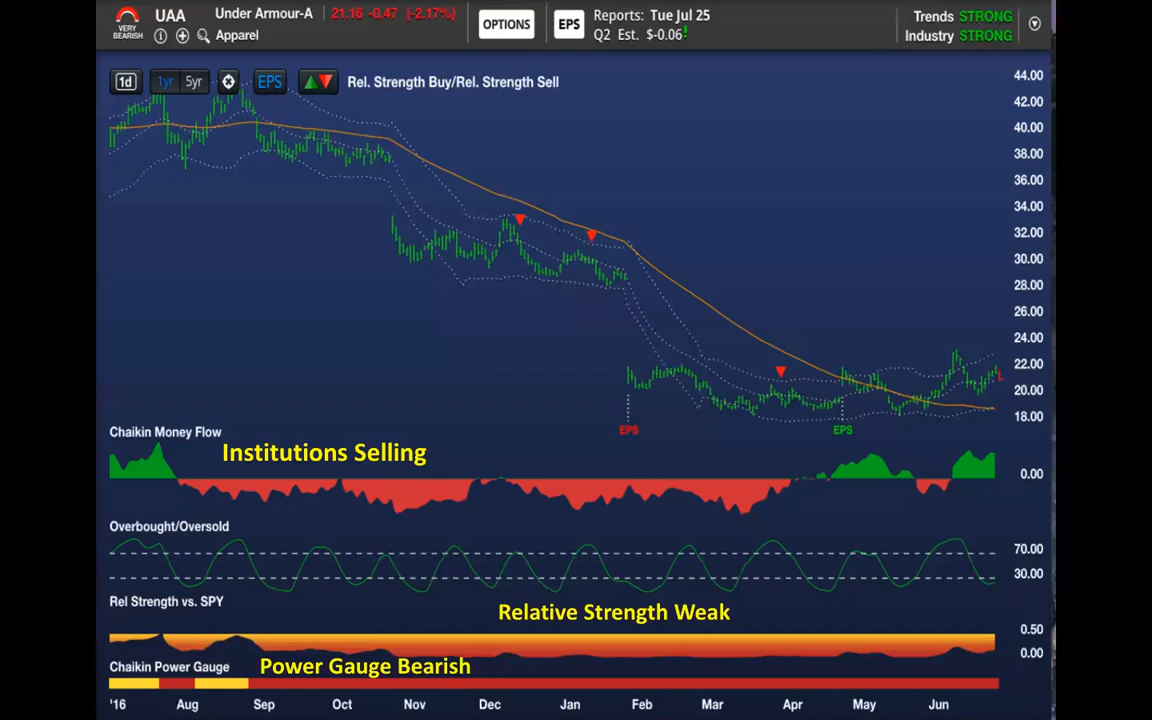 UAA
Under Armour-A
21.16 -0.47 (-2.17%)
VERY
BEARISH
Apparel
OPTIONS
EPS
Reports: Tue Jul 25
Q2 Est. $-0.06!
Trends STRONG
Industry STRONG
1d
1yr 5yr
EPS
Rel. Strength Buy/Rel. Strength Sell
44.00
42.00
40.00
38.00
36.00
34.00
32.00
30.00
28.00
26.00
24.00
22.00
20.00
18.00
EPS
EPS
Chaikin Money Flow
Institutions Selling
0.00
Overbought/Oversold
70.00
30.00
Rel Strength vs. SPY
Relative Strength Weak
0.50
0.00
Chaikin Power Gauge
Power Gauge Bearish
'16 Aug Sep Oct Nov Dec Jan Feb Mar Apr May Jun